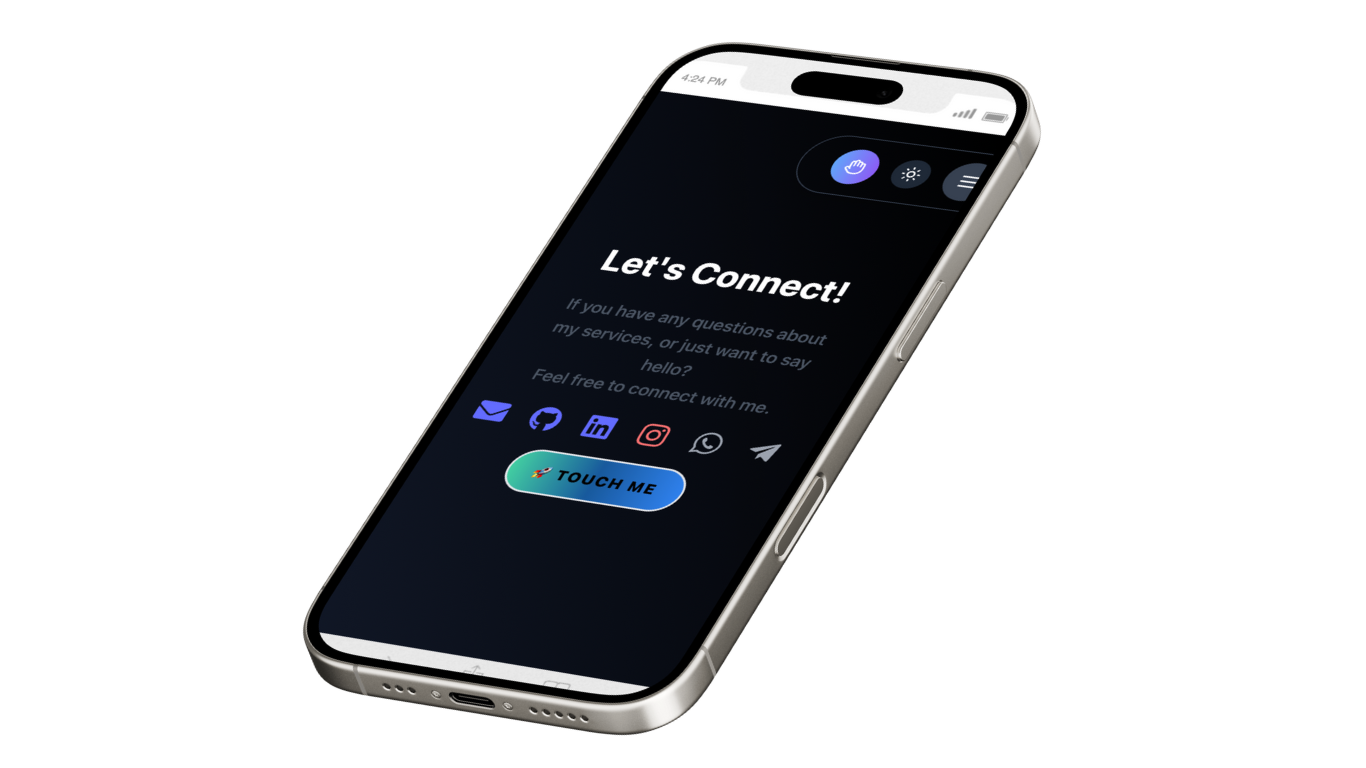 4:24 PM
Let's Connect!
If you have any questions about
my services, or just want to say
hello?
Feel free to connect with me.
in
🚀 TOUCH ME